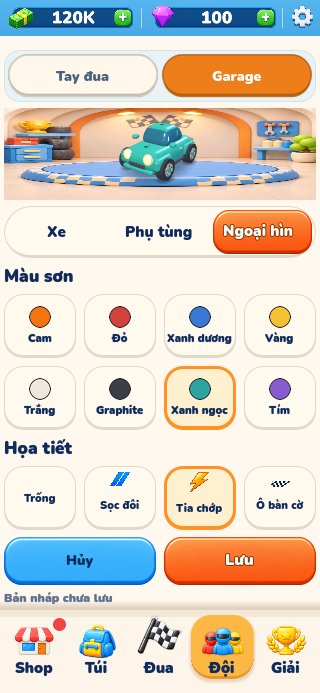 120K
100
Tay đua
Garage
Xe
Phụ tùng
Ngoại hìn
Màu sơn
Cam
Đỏ
Xanh dương
Vàng
Trắng
Graphite
Xanh ngọc
Tím
Họa tiết
Trống
Sọc đôi
Tia chớp
Ô bàn cờ
Hủy
Lưu
Bản nháp chưa lưu
Shop
Túi
Đua
Đội
Giải